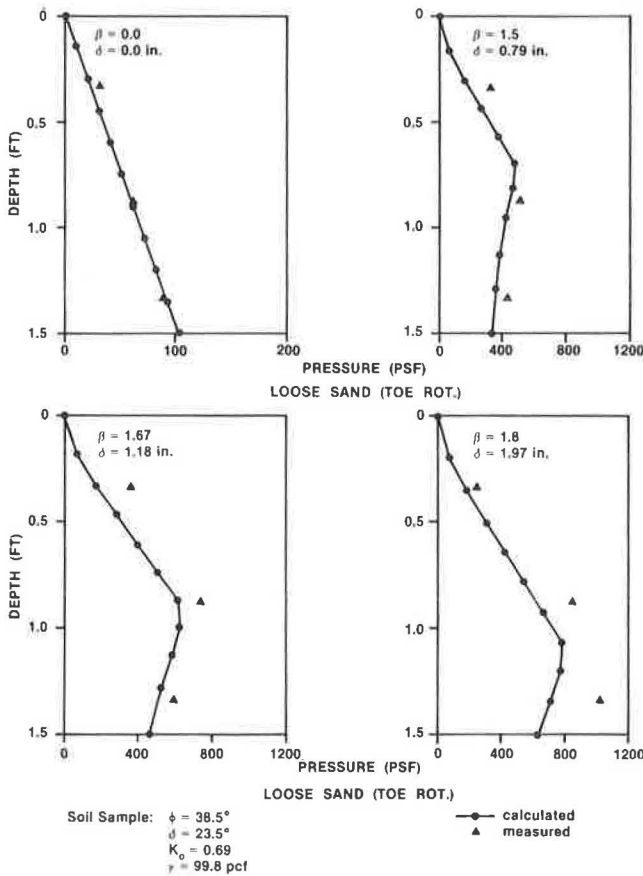 0
β = 0.0
δ = 0.0 in.
0.5
1.0
1.5
DEPTH (FT)
0 100 200
0
β = 1.5
δ = 0.79 in.
0.5
1.0
1.5
0 400 800 1200
PRESSURE (PSF)
LOOSE SAND (TOE ROT.)
0
β = 1.67
δ = 1.18 in.
0.5
1.0
1.5
DEPTH (FT)
0 400 800 1200
0
β = 1.8
δ = 1.97 in.
0.5
1.0
1.5
0 400 800 1200
PRESSURE (PSF)
LOOSE SAND (TOE ROT.)
Soil Sample: ϕ = 38.5°
δ = 23.5°
Ko = 0.69
γ = 99.8 pcf
calculated
measured